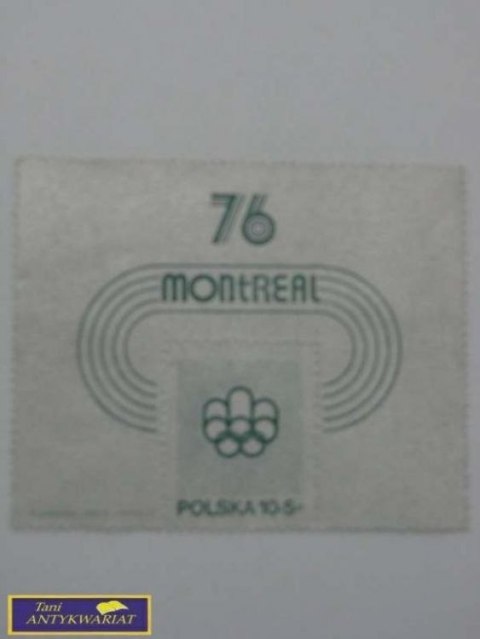 76
MONtREAL
POLSKA 10+5-
Tani
ANTYKWARIAT